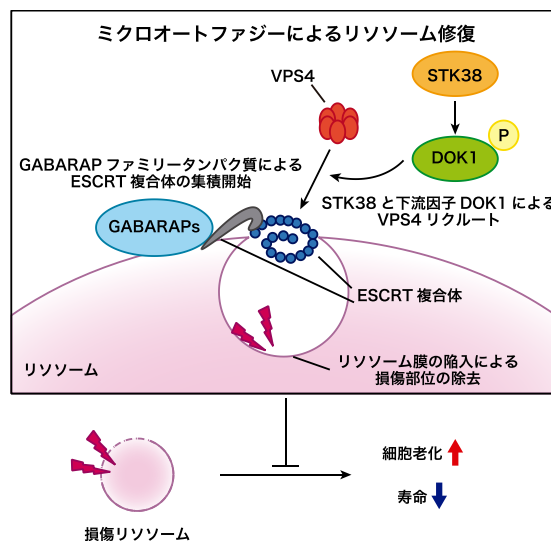 ミクロオートファジーによるリソソーム修復
VPS4
STK38
P
DOK1
GABARAP ファミリータンパク質による
ESCRT 複合体の集積開始
STK38 と下流因子 DOK1 による
VPS4 リクルート
GABARAPs
ESCRT 複合体
リソソーム
リソソーム膜の陥入による
損傷部位の除去
細胞老化
寿命
損傷リソソーム